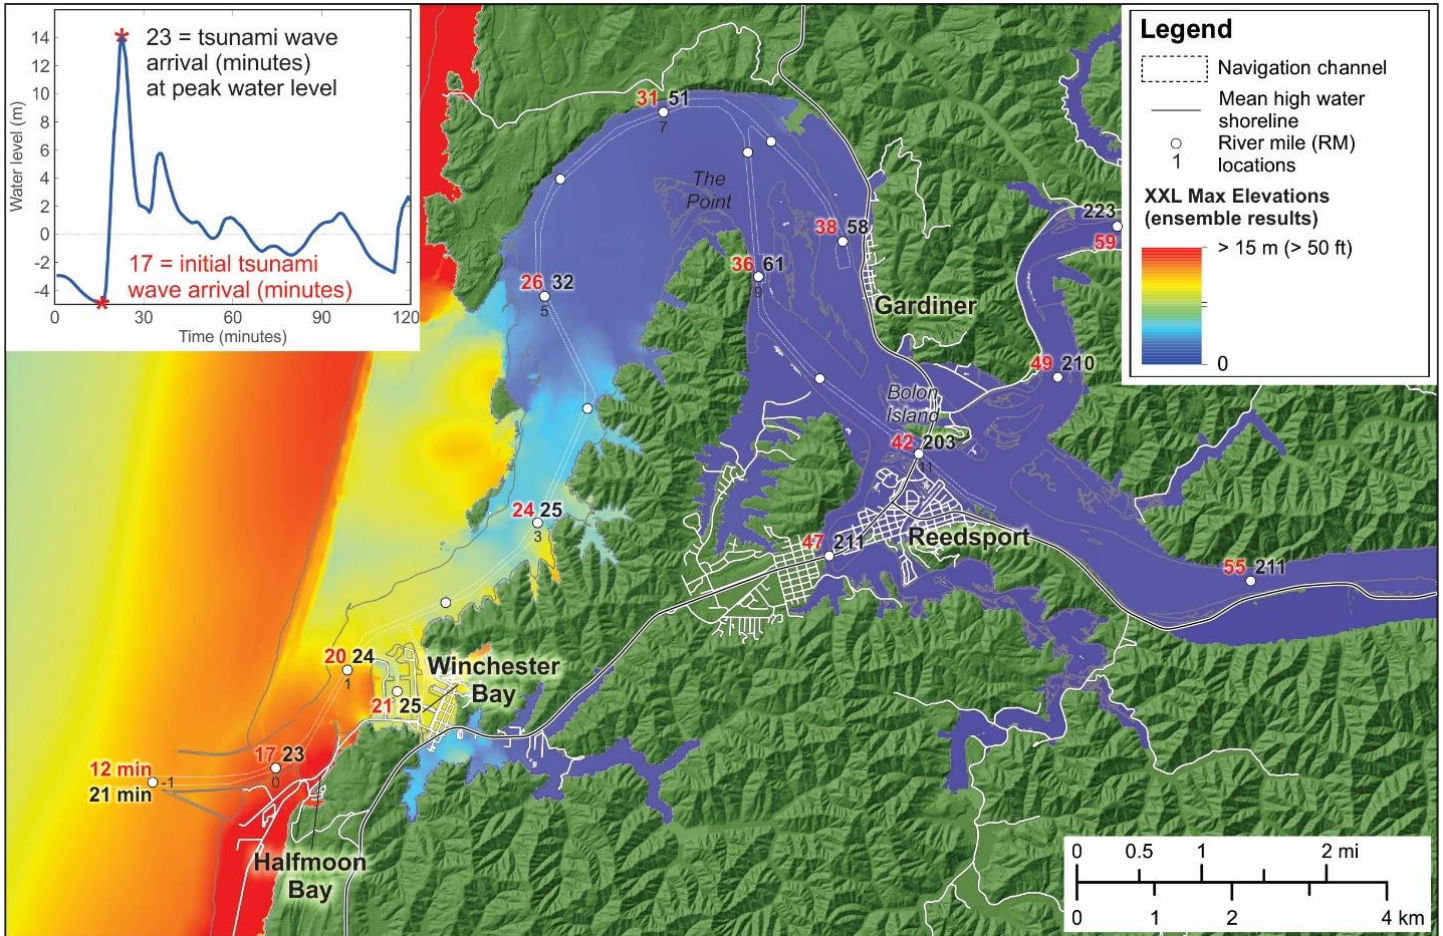 14
12
10
8
6
4
2
0
-2
-4
Water level (m)
0
30
60
90
120
Time (minutes)
23 = tsunami wave
arrival (minutes)
at peak water level
17 = initial tsunami
wave arrival (minutes)
Legend
Navigation channel
Mean high water
shoreline
River mile (RM)
locations
1
XXL Max Elevations
(ensemble results)
> 15 m (> 50 ft)
0
31 51
7
The
Point
38 58
223
59
36 61
9
26 32
5
Gardiner
49 210
Bolon
Island
42 203
11
24 25
3
Reedsport
47 211
55 211
20 24
1
Winchester
Bay
21 25
17 23
0
12 min
-1
21 min
Halfmoon
Bay
0 0.5 1 2 mi
0 1 2 4 km